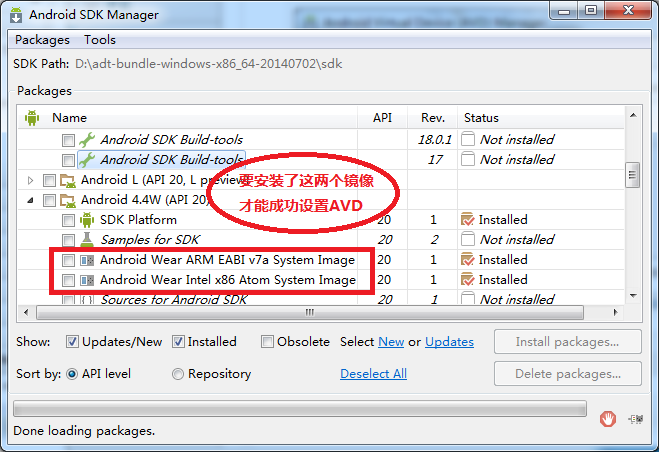 Android SDK Manager
Packages Tools
SDK Path: D:\adt-bundle-windows-x86_64-20140702\sdk
Packages
Name API Rev. Status
Android SDK Build-tools 18.0.1 Not installed
Android SDK Build-tools 17 Not installed
Android L (API 20, L preview
Android 4.4W (API 20)
要安装了这两个镜像
才能成功设置AVD
SDK Platform 20 1 Installed
Samples for SDK 20 2 Not installed
Android Wear ARM EABI v7a System Image 20 1 Installed
Android Wear Intel x86 Atom System Image 20 1 Installed
Sources for Android SDK 20 1 Not installed
Show: Updates/New Installed Obsolete Select New or Updates Install packages...
Sort by: API level Repository Deselect All Delete packages...
Done loading packages.